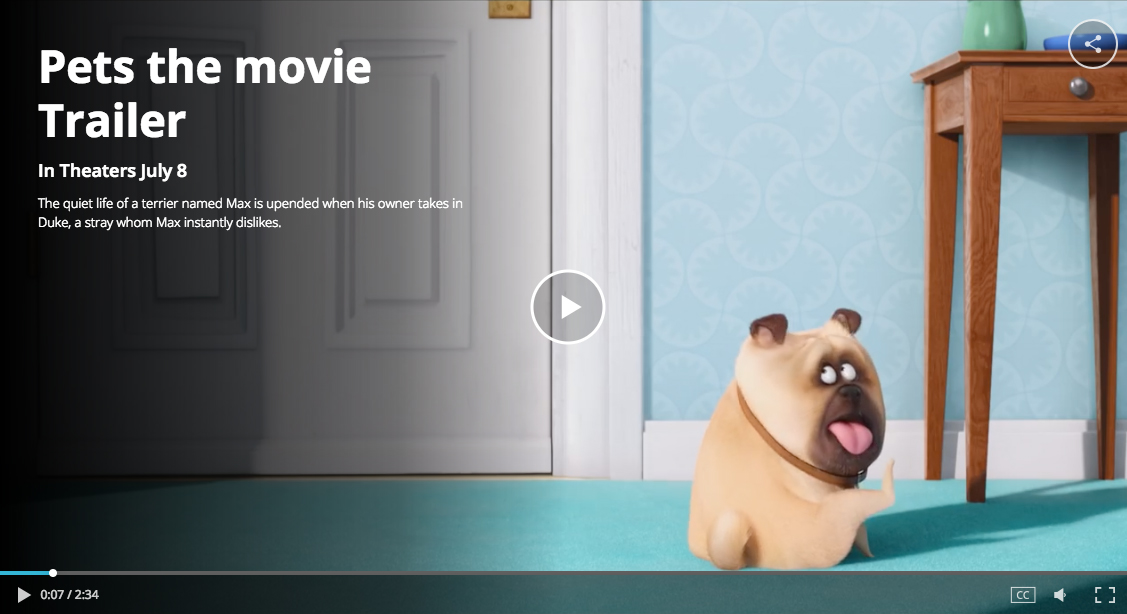 Pets the movie
Trailer
In Theaters July 8
The quiet life of a terrier named Max is upended when his owner takes in
Duke, a stray whom Max instantly dislikes.
0:07 / 2:34
CC